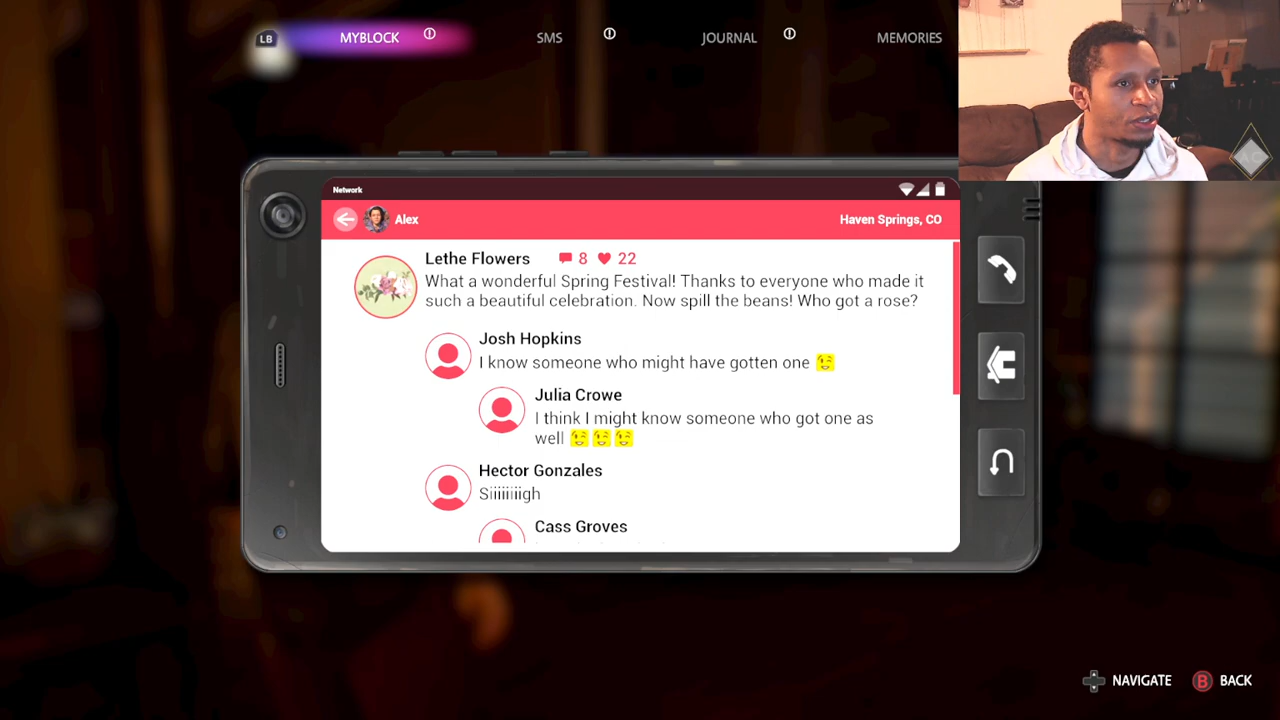 LB
MYBLOCK
SMS
JOURNAL
MEMORIES
Network
Alex
Haven Springs, CO
Lethe Flowers 8 22
What a wonderful Spring Festival! Thanks to everyone who made it
such a beautiful celebration. Now spill the beans! Who got a rose?
Josh Hopkins
I know someone who might have gotten one
Julia Crowe
I think I might know someone who got one as
well
Hector Gonzales
Siiiiiiigh
Cass Groves
NAVIGATE
B BACK